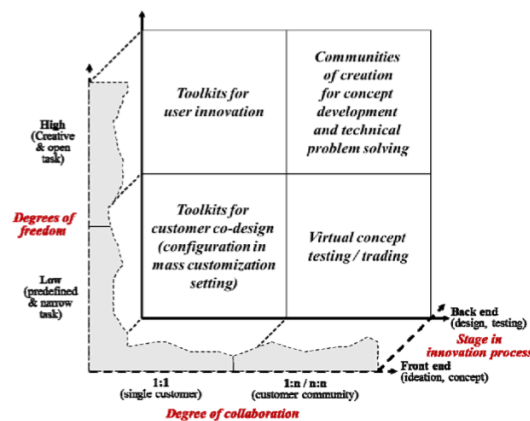 Toolkits for
user innovation
Communities
of creation
for concept
development
and technical
problem solving
High
(Creative
& open
task)
Degrees of
freedom
Low
(predefined
& narrow
task)
Toolkits for
customer co-design
(configuration in
mass customization
setting)
Virtual concept
testing / trading
Back end
(design, testing)
Stage in
innovation process
Front end
(ideation, concept)
1:1
(single customer)
1:n / n:n
(customer community)
Degree of collaboration